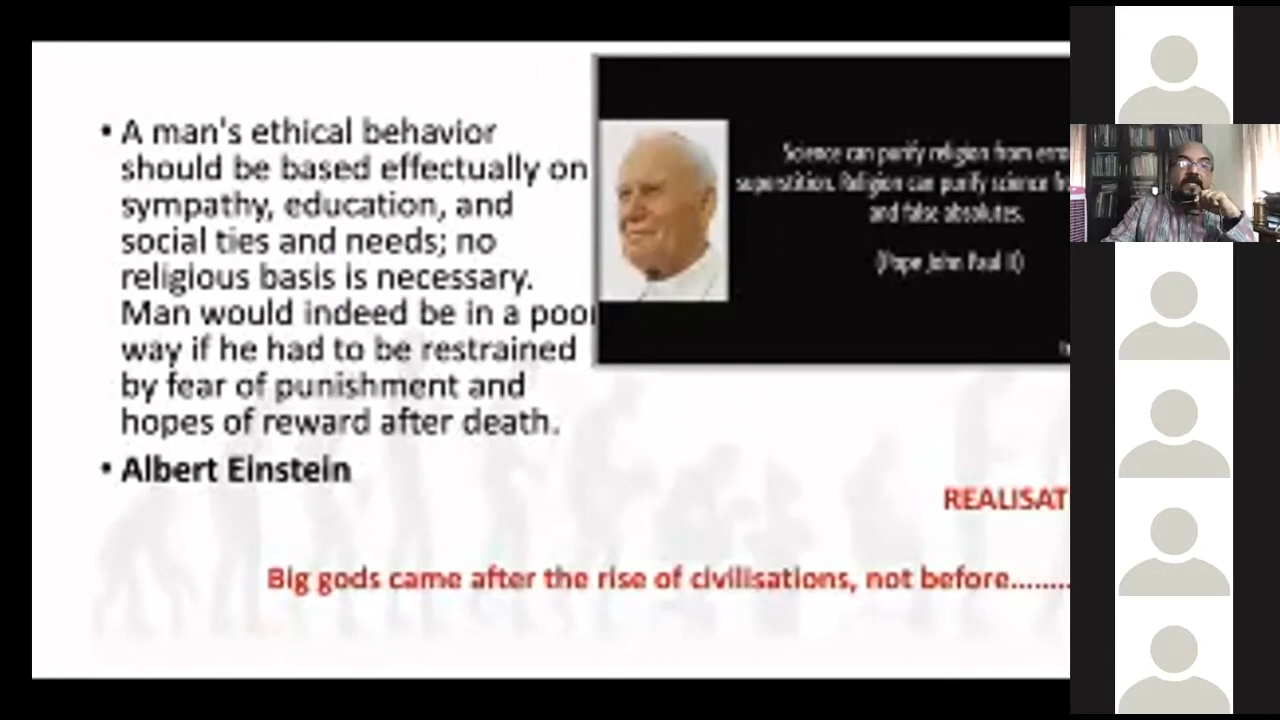 • A man's ethical behavior
should be based effectually on
sympathy, education, and
social ties and needs; no
religious basis is necessary.
Man would indeed be in a poor
way if he had to be restrained
by fear of punishment and
hopes of reward after death.
• Albert Einstein
Science can purify religion from
superstition. Religion can purify science
and false absolutes.
(Pope John Paul II)
REALISAT
Big gods came after the rise of civilisations, not before........